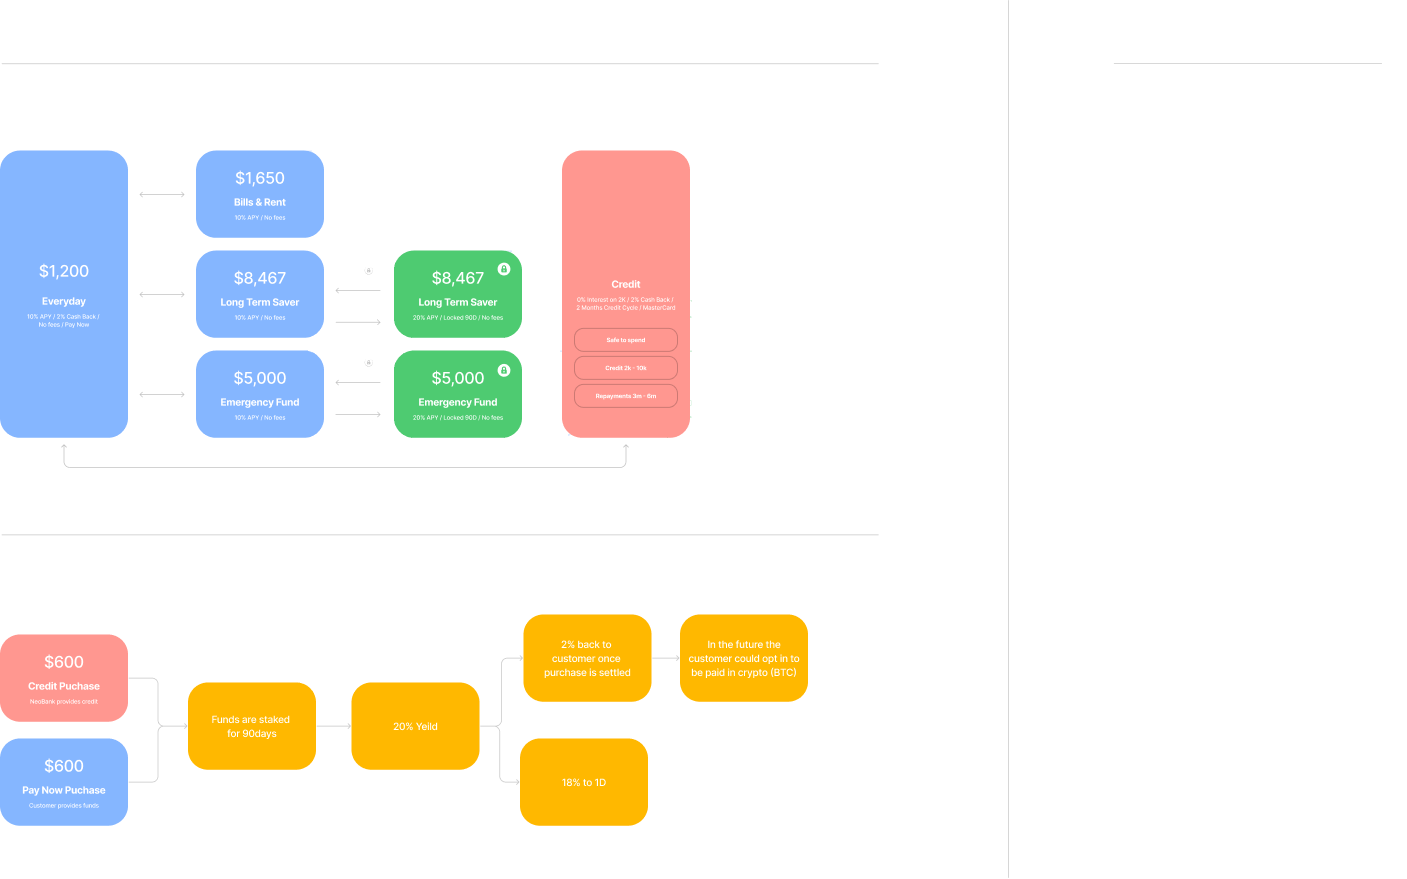 $1,200
Everyday
10% APY / 2% Cash Back /
No fees / Pay Now
$1,650
Bills & Rent
10% APY / No fees
$8,467
Long Term Saver
10% APY / No fees
$5,000
Emergency Fund
10% APY / No fees
$8,467
Long Term Saver
20% APY / Locked 90D / No fees
$5,000
Emergency Fund
20% APY / Locked 90D / No fees
Credit
0% Interest on 2K / 2% Cash Back /
2 Months Credit Cycle / MasterCard
Safe to spend
Credit 2k - 10k
Repayments 3m - 6m
$600
Credit Puchase
NeoBank provides credit
$600
Pay Now Puchase
Customer provides funds
Funds are staked
for 90days
20% Yeild
2% back to
customer once
purchase is settled
In the future the
customer could opt in to
be paid in crypto (BTC)
18% to 1D